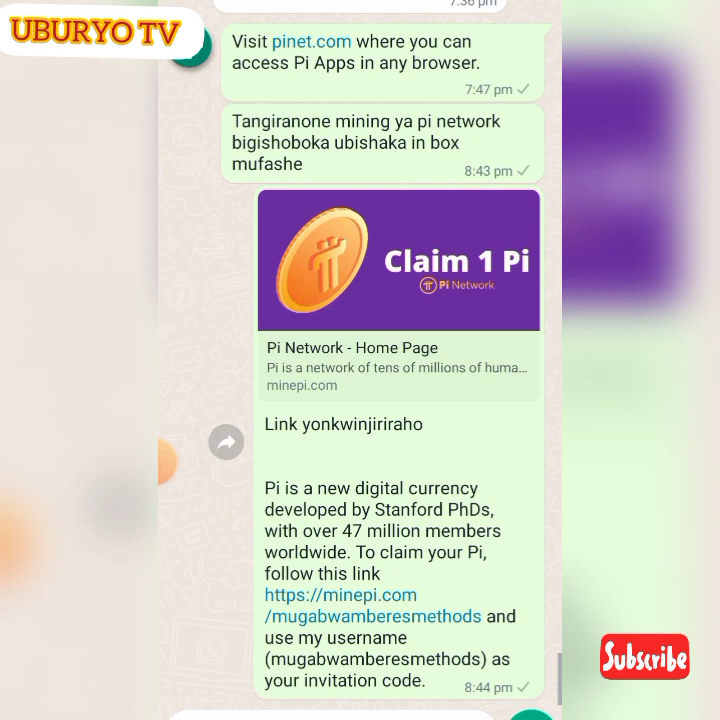 7:36 pm
UBURYO TV
Visit pinet.com where you can
access Pi Apps in any browser.
7:47 pm
Tangiranone mining ya pi network
bigishoboka ubishaka in box
mufashe
8:43 pm
Claim 1 Pi
Pi Network
Pi Network - Home Page
Pi is a network of tens of millions of huma...
minepi.com
Link yonkwinjiriraho
Pi is a new digital currency
developed by Stanford PhDs,
with over 47 million members
worldwide. To claim your Pi,
follow this link
https://minepi.com
/mugabwamberesmethods and
use my username
(mugabwamberesmethods) as
your invitation code.
8:44 pm
Subscribe